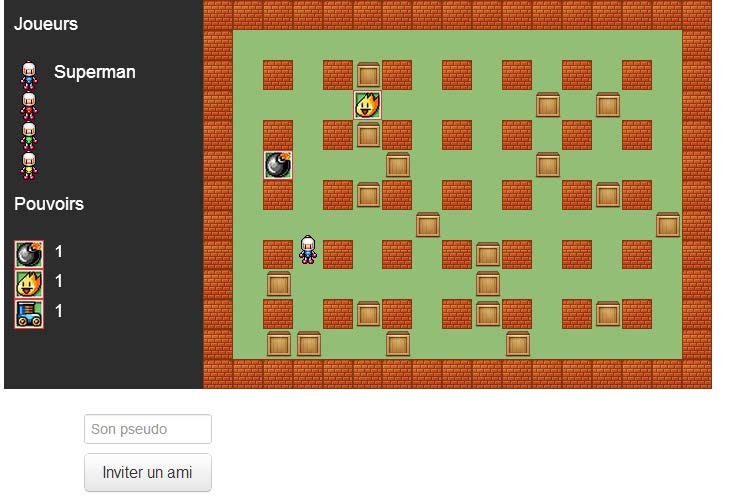 Joueurs
Superman
Pouvoirs
1
1
1
Son pseudo
Inviter un ami